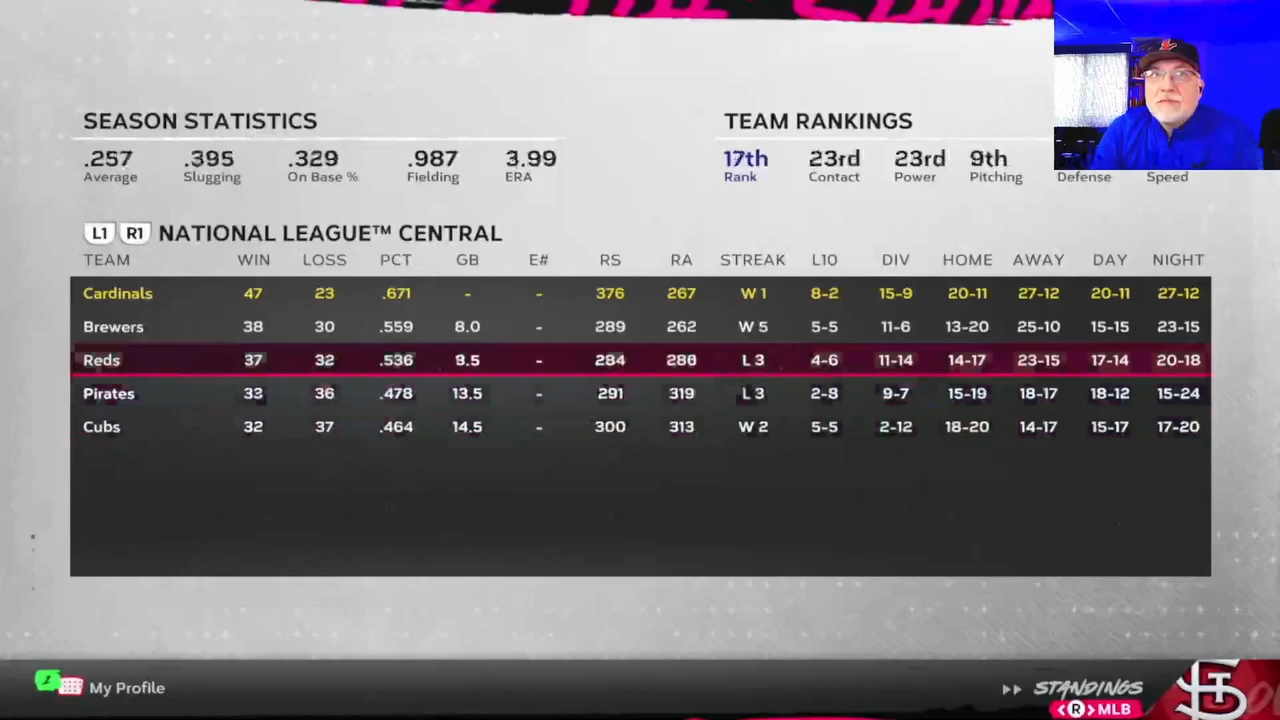 SEASON STATISTICS
.257 .395 .329 .987 3.99
Average Slugging On Base % Fielding ERA
TEAM RANKINGS
17th 23rd 23rd 9th
Rank Contact Power Pitching Defense Speed
L1 R1 NATIONAL LEAGUE™ CENTRAL
TEAM WIN LOSS PCT GB E# RS RA STREAK L10 DIV HOME AWAY DAY NIGHT
Cardinals 47 23 .671 - - 376 267 W 1 8-2 15-9 20-11 27-12 20-11 27-12
Brewers 38 30 .559 8.0 - 289 262 W 5 5-5 11-6 13-20 25-10 15-15 23-15
Reds 37 32 .536 9.5 - 284 286 L 3 4-6 11-14 14-17 23-15 17-14 20-18
Pirates 33 36 .478 13.5 - 291 319 L 3 2-8 9-7 15-19 18-17 18-12 15-24
Cubs 32 37 .464 14.5 - 300 313 W 2 5-5 2-12 18-20 14-17 15-17 17-20
My Profile
STANDINGS
R MLB
STL